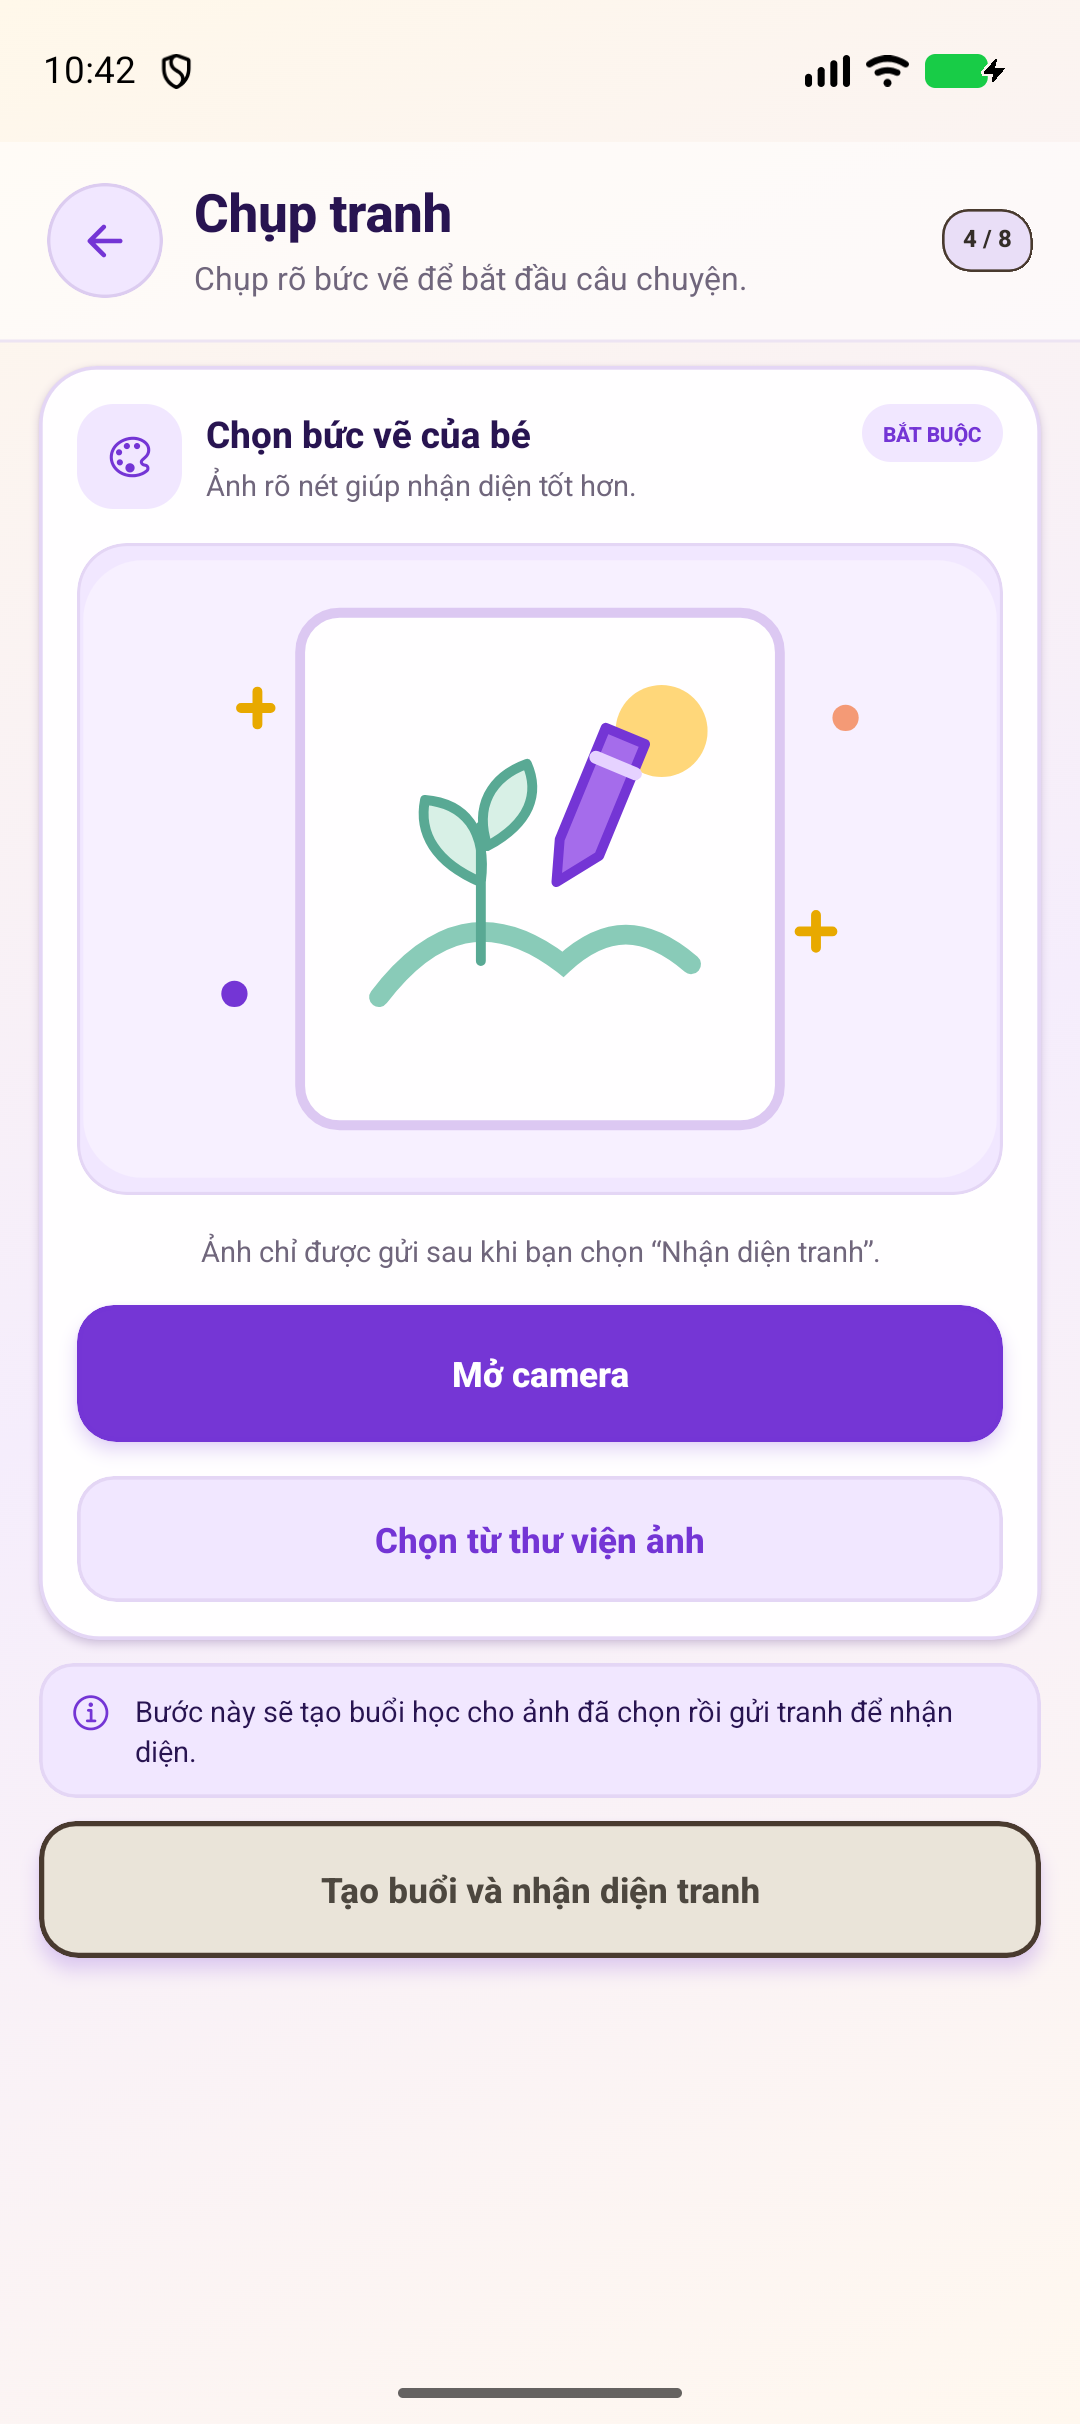 10:42
Chụp tranh
4 / 8
Chụp rõ bức vẽ để bắt đầu câu chuyện.
Chọn bức vẽ của bé
BẮT BUỘC
Ảnh rõ nét giúp nhận diện tốt hơn.
Ảnh chỉ được gửi sau khi bạn chọn “Nhận diện tranh”.
Mở camera
Chọn từ thư viện ảnh
Bước này sẽ tạo buổi học cho ảnh đã chọn rồi gửi tranh để nhận
diện.
Tạo buổi và nhận diện tranh